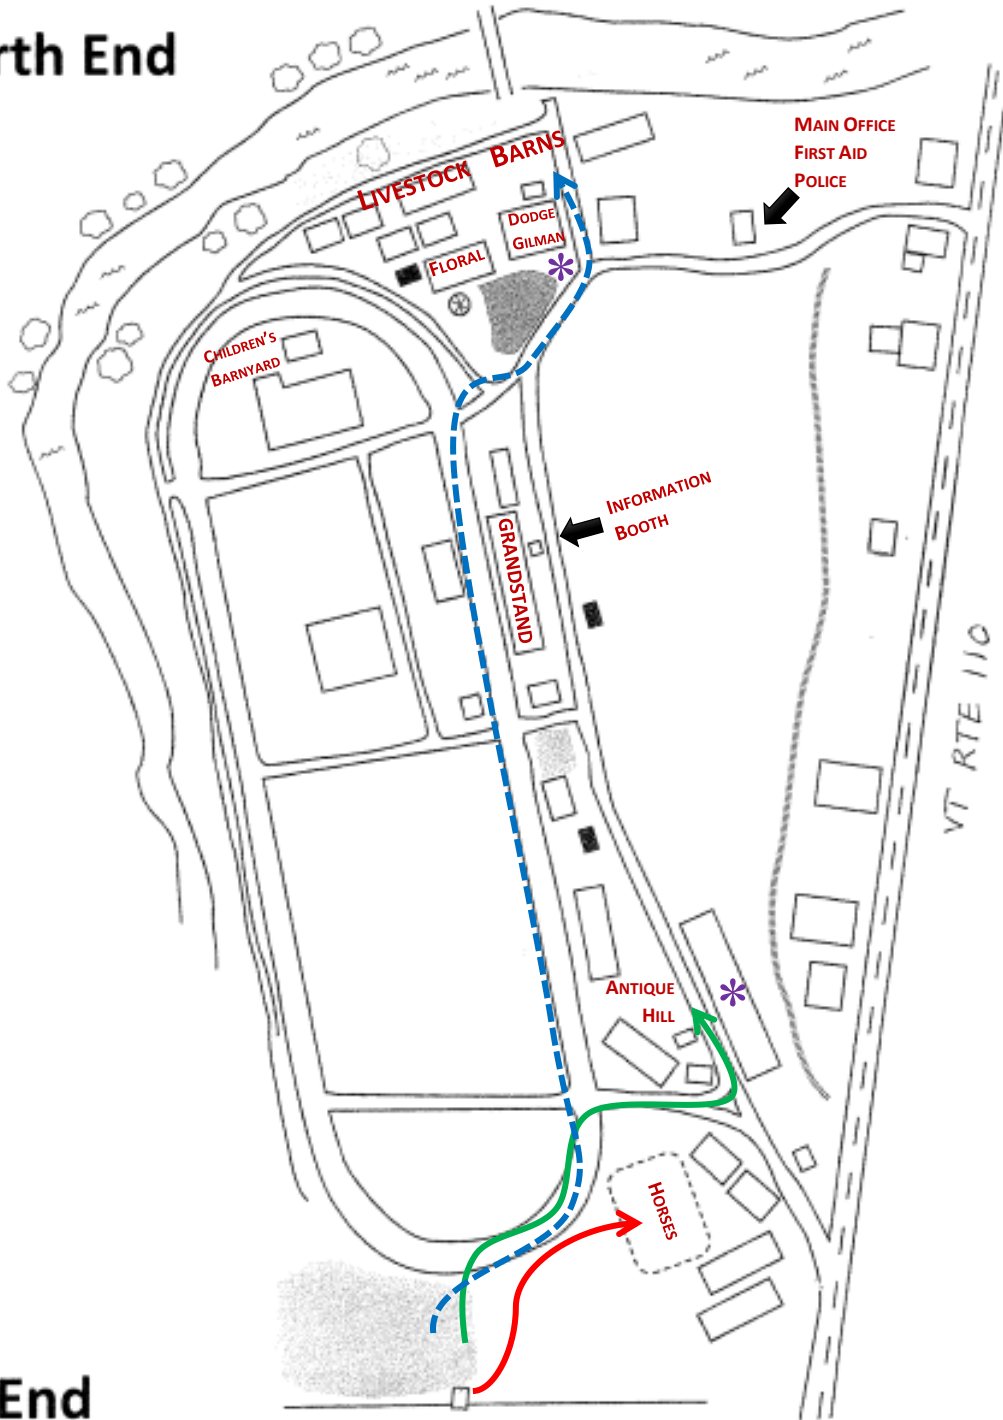 rth End
MAIN OFFICE
FIRST AID
POLICE
LIVESTOCK BARNS
DODGE
GILMAN
FLORAL
CHILDREN'S
BARNYARD
INFORMATION
BOOTH
GRANDSTAND
VT RTE 110
ANTIQUE
HILL
HORSES
End